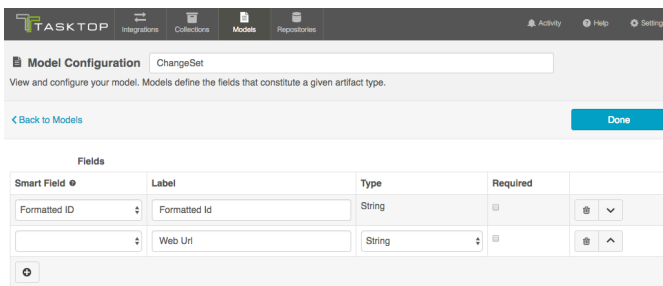 TASKTOP
Integrations
Collections
Models
Repositories
Activity
Help
Setting
Model Configuration
ChangeSet
View and configure your model. Models define the fields that constitute a given artifact type.
Back to Models
Done
Fields
Smart Field
Label
Type
Required
Formatted ID
Formatted Id
String
Web Url
String